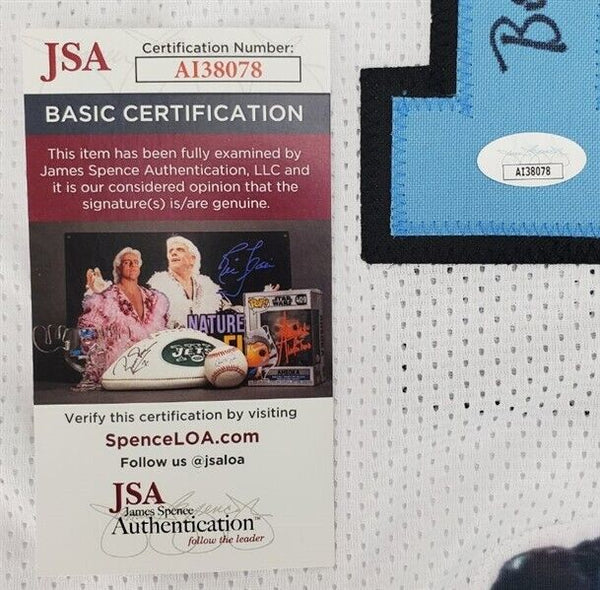 JSA
Certification Number:
AI38078
BASIC CERTIFICATION
This item has been fully examined by
James Spence Authentication, LLC and
it is our considered opinion that the
signature(s) is/are genuine.
NATURE
JETS
AI38078
Verify this certification by visiting
SpenceLOA.com
Follow us @jsaloa
JSA
James Spence
Authentication™
follow the leader